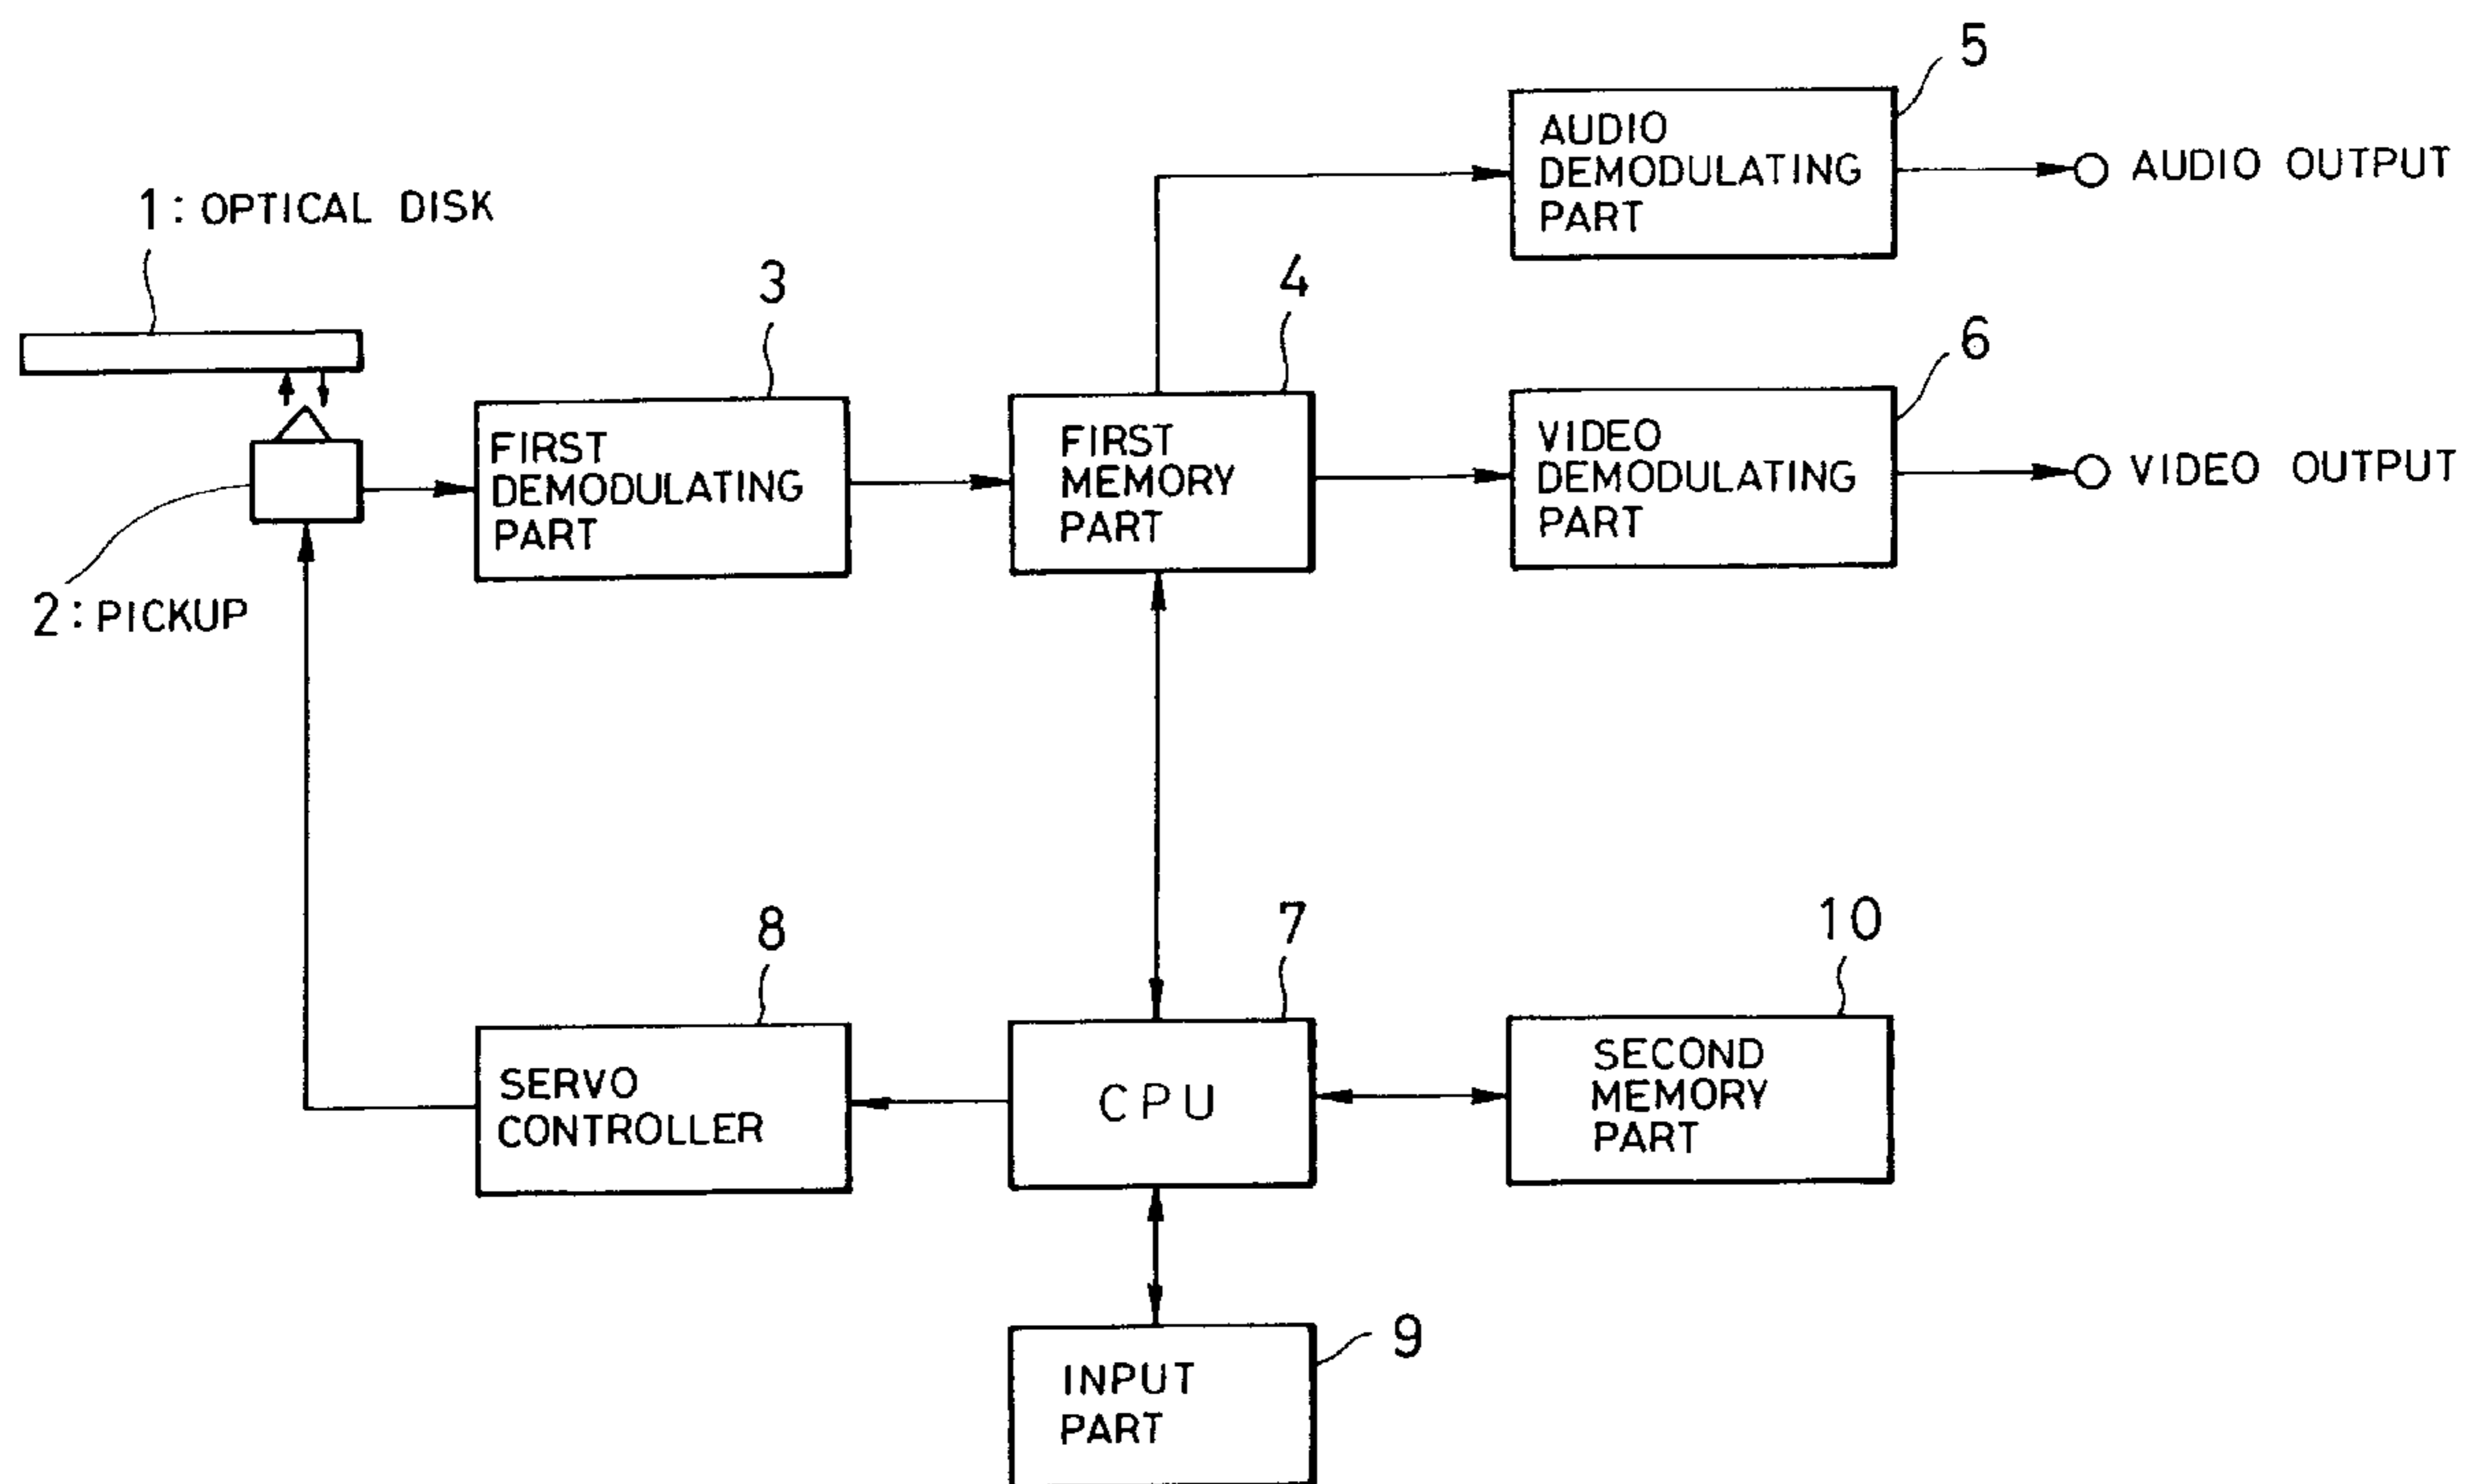 5
AUDIO
DEMODULATING
PART
AUDIO OUTPUT
1: OPTICAL DISK
3
4
6
FIRST
DEMODULATING
PART
FIRST
MEMORY
PART
VIDEO
DEMODULATING
PART
VIDEO OUTPUT
2: PICKUP
8
7
10
SERVO
CONTROLLER
CPU
SECOND
MEMORY
PART
9
INPUT
PART